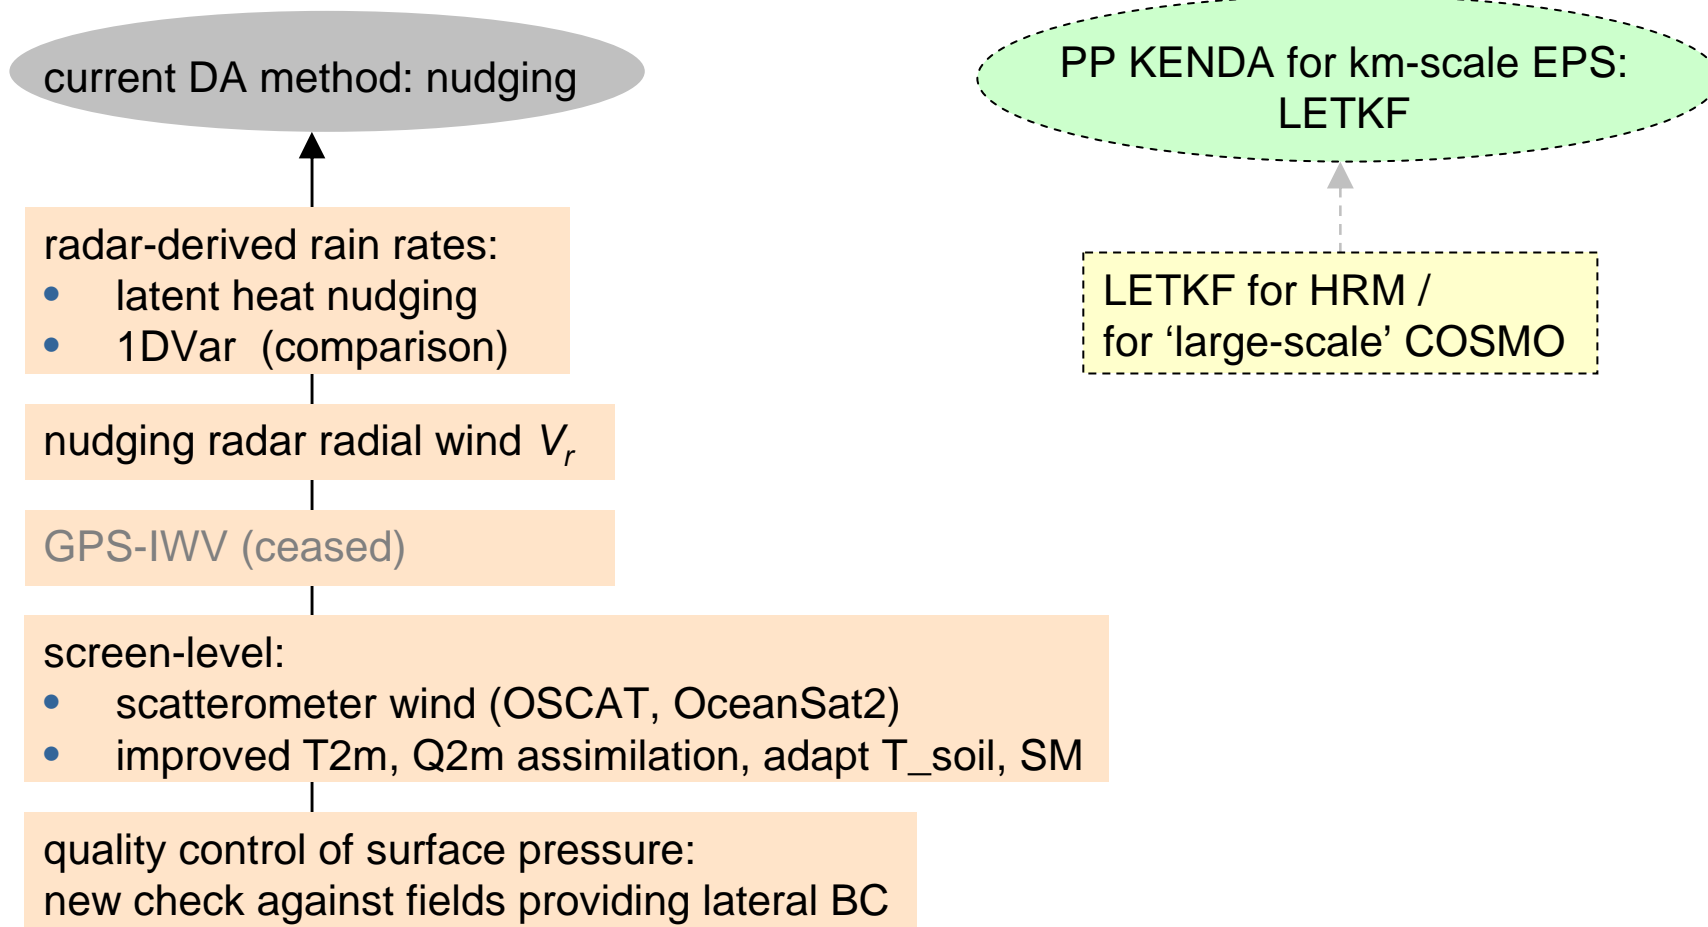 current DA method: nudging
radar-derived rain rates:
• latent heat nudging
• 1DVar (comparison)
nudging radar radial wind Vr
GPS-IWV (ceased)
screen-level:
• scatterometer wind (OSCAT, OceanSat2)
• improved T2m, Q2m assimilation, adapt T_soil, SM
quality control of surface pressure:
new check against fields providing lateral BC
PP KENDA for km-scale EPS:
LETKF
LETKF for HRM /
for ‘large-scale’ COSMO